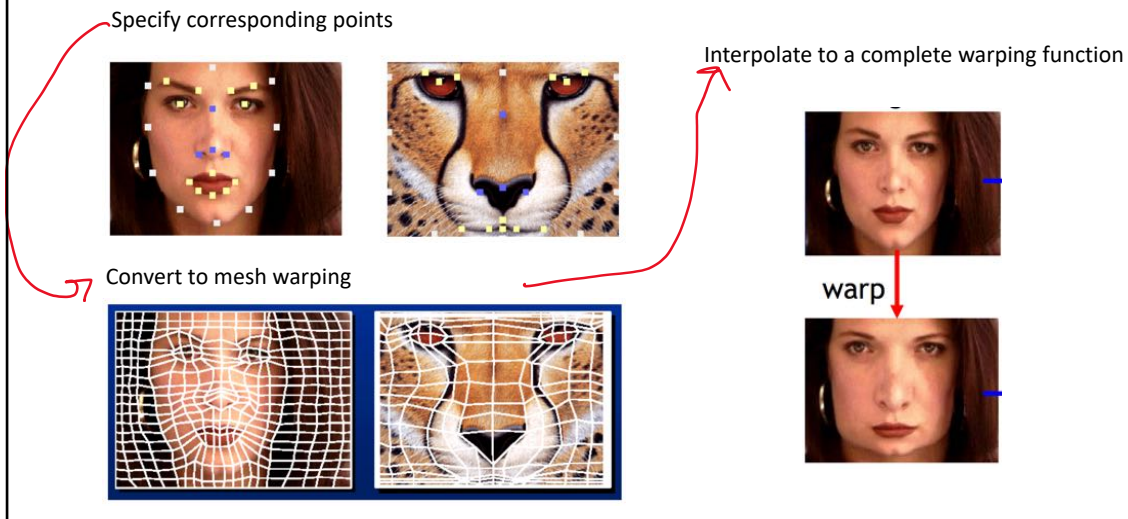 Specify corresponding points
Interpolate to a complete warping function
Convert to mesh warping
warp